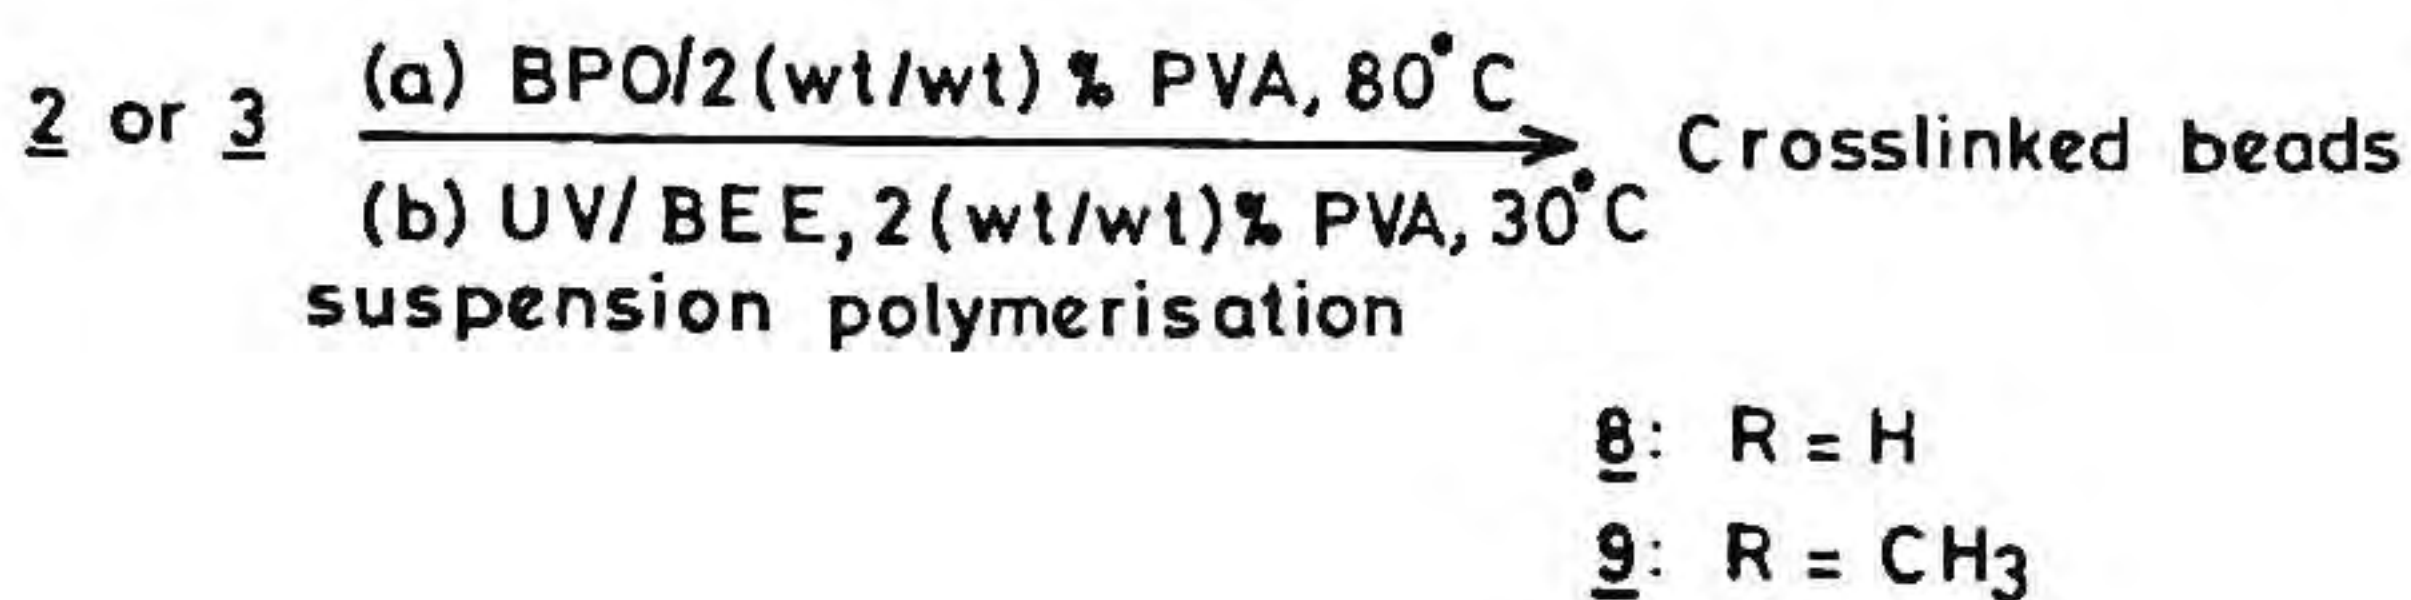 (a) BPO/2(wt/wt) % PVA, 80°C
2 or 3 Crosslinked beads
(b) UV/ BEE, 2(wt/wt)% PVA, 30°C
suspension polymerisation
8: R = H
9: R = CH3